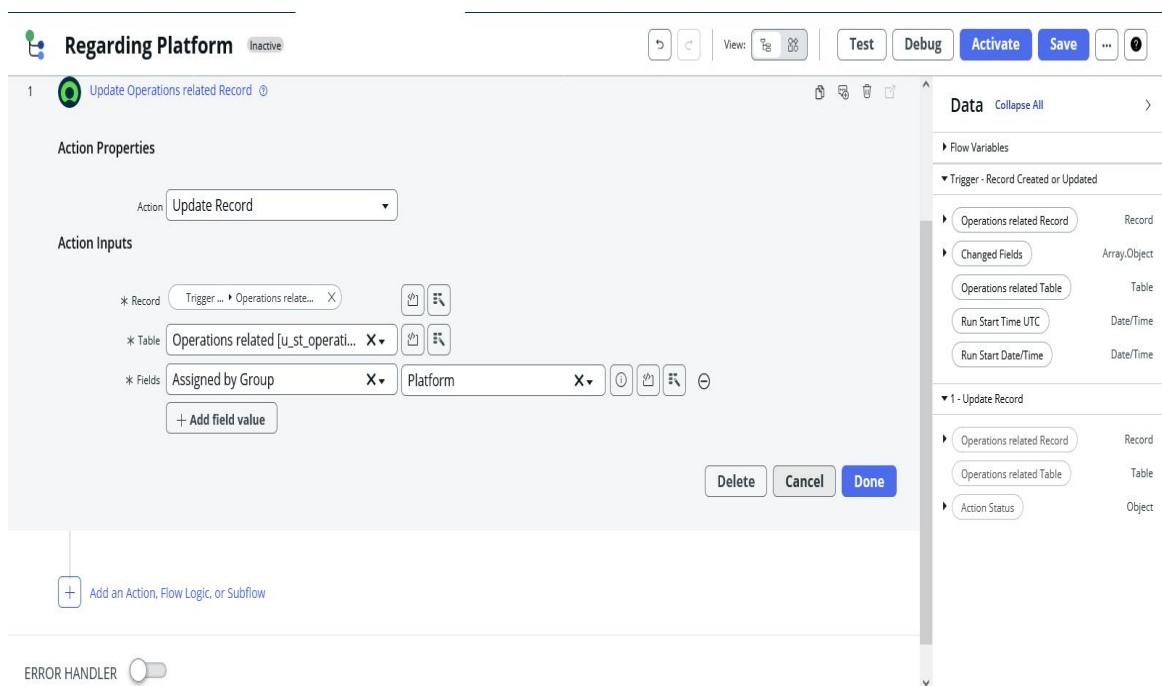 Regarding Platform Inactive View: Test Debug Activate Save ...
1 Update Operations related Record
Action Properties
Action Update Record
Action Inputs
* Record Trigger ... ▸ Operations relate... X
* Table Operations related [u_st_operati... X
* Fields Assigned by Group X Platform X
+ Add field value
Delete Cancel Done
+ Add an Action, Flow Logic, or Subflow
ERROR HANDLER
Data Collapse All
Flow Variables
Trigger - Record Created or Updated
Operations related Record Record
Changed Fields Array.Object
Operations related Table Table
Run Start Time UTC Date/Time
Run Start Date/Time Date/Time
1 - Update Record
Operations related Record Record
Operations related Table Table
Action Status Object